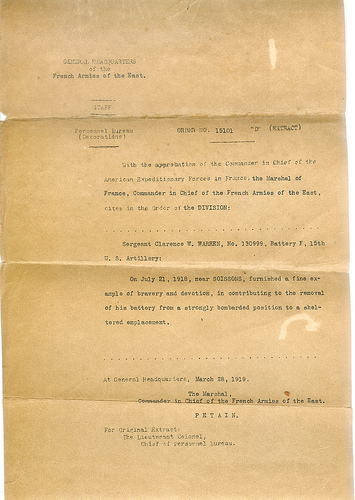 GENERAL HEADQUARTERS
of the
French Armies of the East.
STAFF
Personnel Bureau
(Decorations)
ORDER NO. 15101 "D" (EXTRACT)
With the approbation of the Commander in Chief of the
American Expeditionary Forces in France, the Marshal of
France, Commander in Chief of the French Armies of the East,
cites in the Order of the DIVISION:
. . . . . . . . . . . . . . . . . . . . . . . . . . . . . .
Sergeant Clarence W. WARREN, No. 130999, Battery F, 15th
U. S. Artillery:
On July 21, 1918, near SOISSONS, furnished a fine ex-
ample of bravery and devotion, in contributing to the removal
of his battery from a strongly bombarded position to a shel-
tered emplacement.
. . . . . . . . . . . . . . . . . . . . . . . . . . . . . .
At General Headquarters, March 28, 1919.
The Marshal,
Commander in Chief of the French Armies of the East.
PETAIN.
For Original Extract:
The Lieutenant Colonel,
Chief of Personnel Bureau.